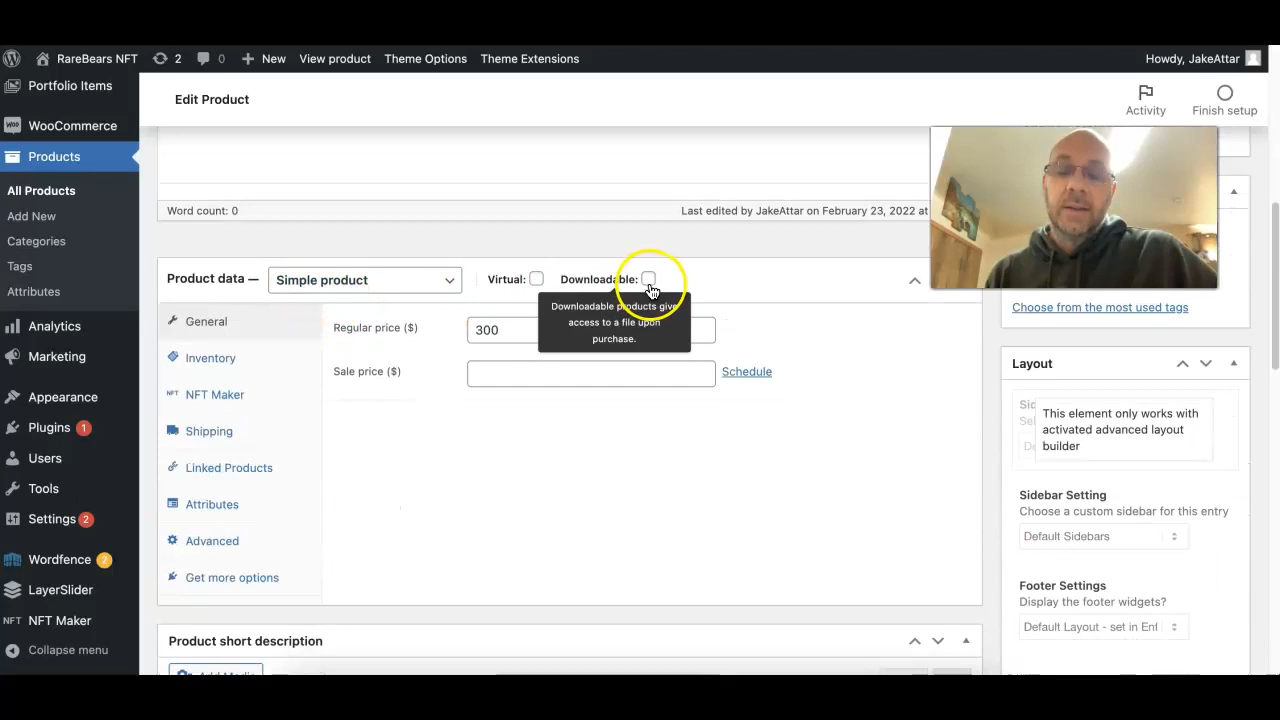 RareBears NFT
2
0
New
View product
Theme Options
Theme Extensions
Howdy, JakeAttar
Portfolio Items
WooCommerce
Products
All Products
Add New
Categories
Tags
Attributes
Analytics
Marketing
Appearance
Plugins 1
Users
Tools
Settings 2
Wordfence 2
LayerSlider
NFT NFT Maker
Collapse menu
Edit Product
Activity
Finish setup
Word count: 0
Last edited by JakeAttar on February 23, 2022 at
Product data —
Simple product
Virtual:
Downloadable:
Downloadable products give
access to a file upon
purchase.
General
Inventory
NFT NFT Maker
Shipping
Linked Products
Attributes
Advanced
Get more options
Regular price ($)
300
Sale price ($)
Schedule
Product short description
Add Media
Choose from the most used tags
Layout
This element only works with
activated advanced layout
builder
Sidebar Setting
Choose a custom sidebar for this entry
Default Sidebars
Footer Settings
Display the footer widgets?
Default Layout - set in Enf